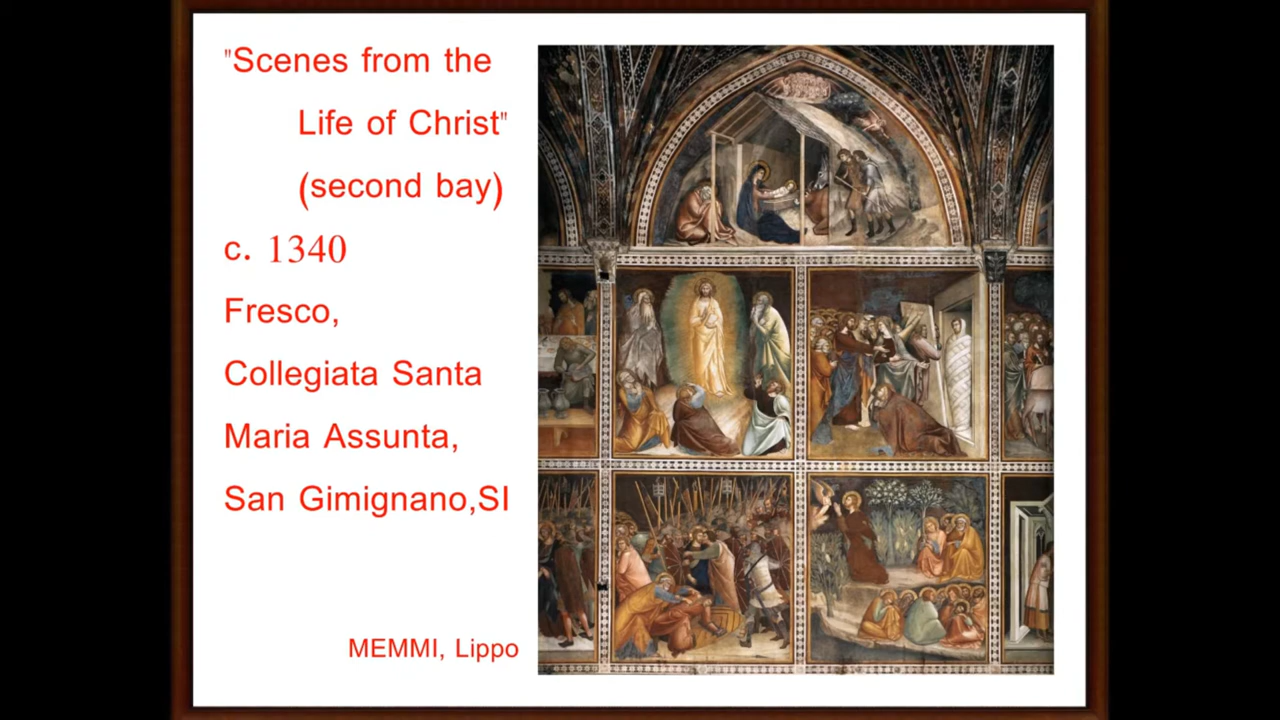 "Scenes from the
Life of Christ"
(second bay)
c. 1340
Fresco,
Collegiata Santa
Maria Assunta,
San Gimignano,SI
MEMMI, Lippo